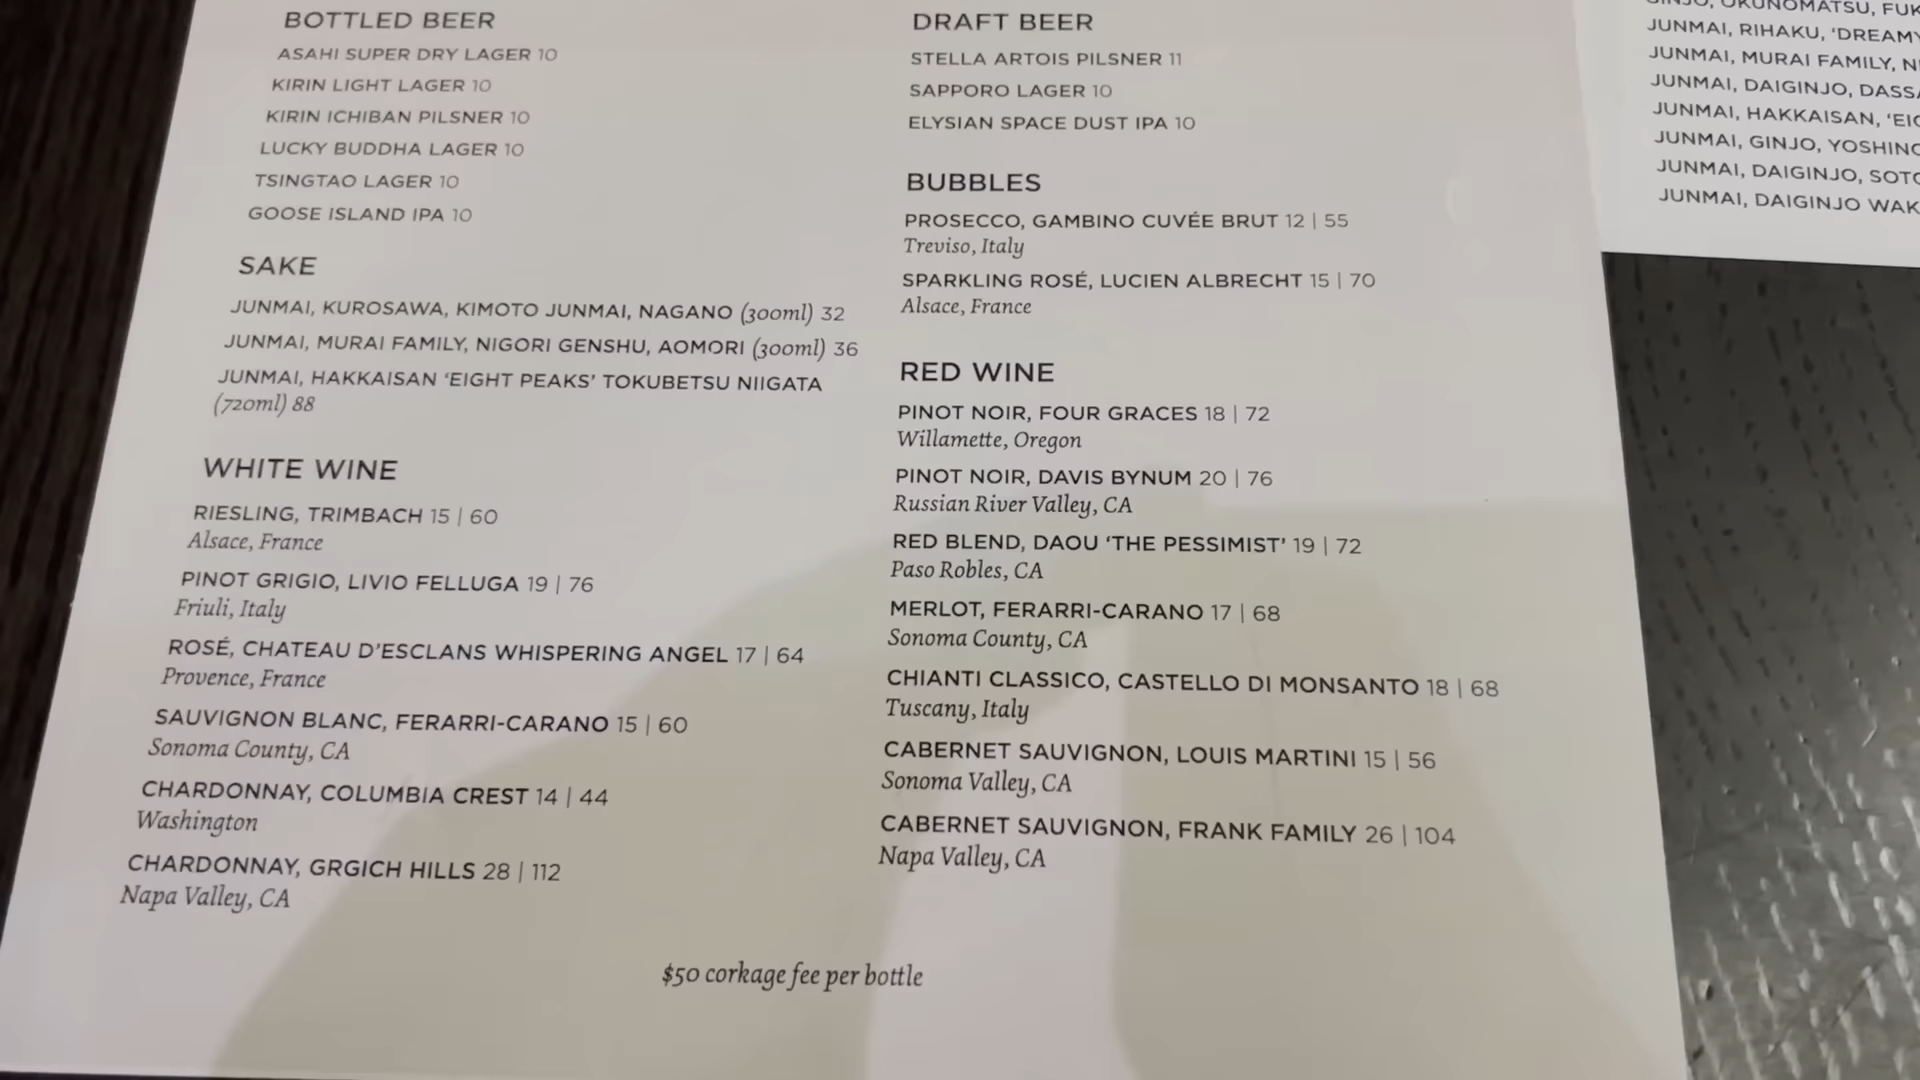 BOTTLED BEER
ASAHI SUPER DRY LAGER 10
KIRIN LIGHT LAGER 10
KIRIN ICHIBAN PILSNER 10
LUCKY BUDDHA LAGER 10
TSINGTAO LAGER 10
GOOSE ISLAND IPA 10
SAKE
JUNMAI, KUROSAWA, KIMOTO JUNMAI, NAGANO (300ml) 32
JUNMAI, MURAI FAMILY, NIGORI GENSHU, AOMORI (300ml) 36
JUNMAI, HAKKAISAN ‘EIGHT PEAKS’ TOKUBETSU NIIGATA
(720ml) 88
WHITE WINE
RIESLING, TRIMBACH 15 | 60
Alsace, France
PINOT GRIGIO, LIVIO FELLUGA 19 | 76
Friuli, Italy
ROSÉ, CHATEAU D’ESCLANS WHISPERING ANGEL 17 | 64
Provence, France
SAUVIGNON BLANC, FERARRI-CARANO 15 | 60
Sonoma County, CA
CHARDONNAY, COLUMBIA CREST 14 | 44
Washington
CHARDONNAY, GRGICH HILLS 28 | 112
Napa Valley, CA
DRAFT BEER
STELLA ARTOIS PILSNER 11
SAPPORO LAGER 10
ELYSIAN SPACE DUST IPA 10
BUBBLES
PROSECCO, GAMBINO CUVÉE BRUT 12 | 55
Treviso, Italy
SPARKLING ROSÉ, LUCIEN ALBRECHT 15 | 70
Alsace, France
RED WINE
PINOT NOIR, FOUR GRACES 18 | 72
Willamette, Oregon
PINOT NOIR, DAVIS BYNUM 20 | 76
Russian River Valley, CA
RED BLEND, DAOU ‘THE PESSIMIST’ 19 | 72
Paso Robles, CA
MERLOT, FERARRI-CARANO 17 | 68
Sonoma County, CA
CHIANTI CLASSICO, CASTELLO DI MONSANTO 18 | 68
Tuscany, Italy
CABERNET SAUVIGNON, LOUIS MARTINI 15 | 56
Sonoma Valley, CA
CABERNET SAUVIGNON, FRANK FAMILY 26 | 104
Napa Valley, CA
$50 corkage fee per bottle
OKUNOMATSU,
JUNMAI, RIHAKU,
JUNMAI, MURAI FAMILY,
JUNMAI, DAIGINJO,
JUNMAI, HAKKAISAN,
JUNMAI, GINJO,
JUNMAI, DAIGINJO,
JUNMAI, DAIGINJO